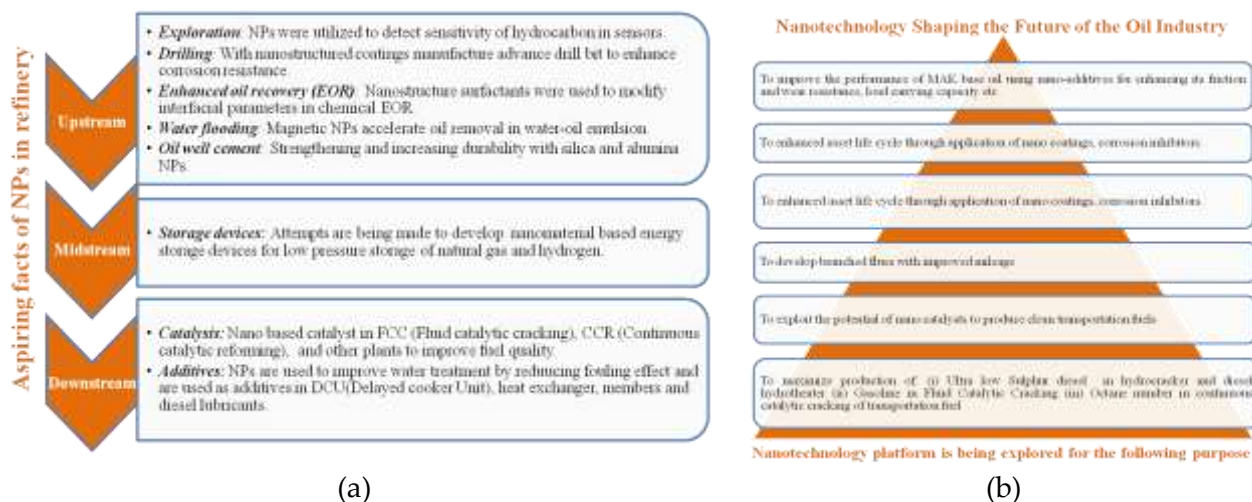 Aspiring facts of NPs in refinery
Upstream
• Exploration: NPs were utilized to detect sensitivity of hydrocarbon in sensors.
• Drilling: With nanostructured coatings manufacture advance drill bit to enhance
corrosion resistance
• Enhanced oil recovery (EOR): Nanostructure surfactants were used to modify
interfacial parameters in chemical EOR
• Water flooding: Magnetic NPs accelerate oil removal in water-oil emulsion
• Oil well cement: Strengthening and increasing durability with silica and alumina
NPs.
Midstream
• Storage devices: Attempts are being made to develop nanomaterial based energy
storage devices for low pressure storage of natural gas and hydrogen.
Downstream
• Catalysis: Nano based catalyst in FCC (Fluid catalytic cracking), CCR (Continuous
catalytic reforming), and other plants to improve fuel quality
• Additives: NPs are used to improve water treatment by reducing fouling effect and
are used as additives in DCU(Delayed cooker Unit), heat exchanger, members and
diesel lubricants.
(a)
Nanotechnology Shaping the Future of the Oil Industry
To improve the performance of MAK base oil using nano-additives for enhancing its friction
and wear resistance, load carrying capacity etc
To enhanced asset life cycle through application of nano coatings, corrosion inhibitors
To enhanced asset life cycle through application of nano coatings, corrosion inhibitors
To develop branched with improved mileage
To exploit the potential of nano catalysts to produce clean transportation fuels
To maximize production of (i) Ultra low Sulphur diesel in hydrocracker and diesel
hydrotreater (ii) Gasoline in Fluid Catalytic Cracking (iii) Octane number in continuous
catalytic cracking of transportation fuel
Nanotechnology platform is being explored for the following purpose
(b)